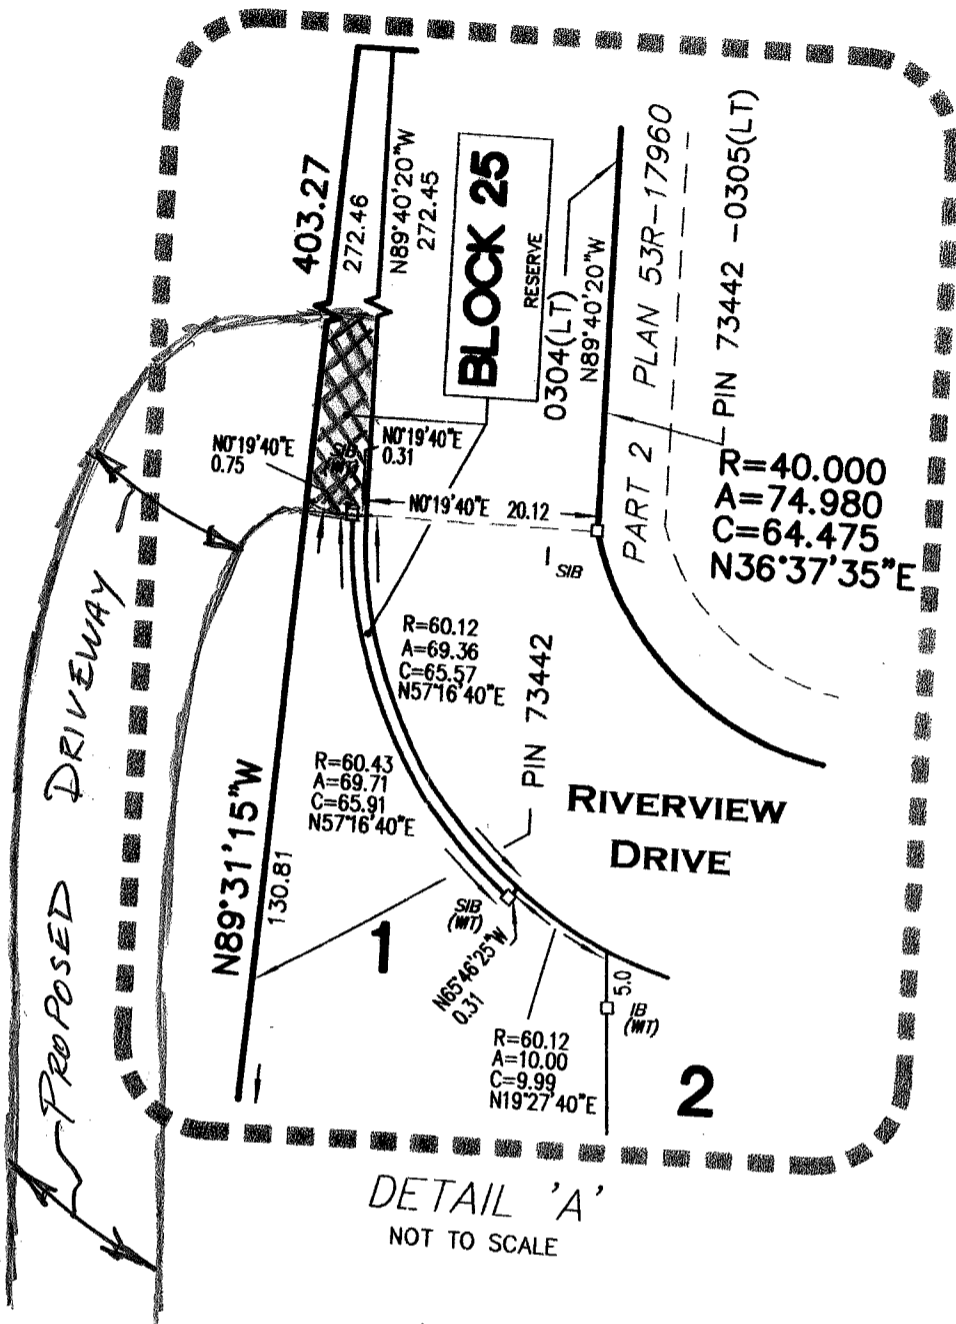 403.27
272.46
N89°40'20"W
272.45
BLOCK 25
RESERVE
0304(LT)
N89°40'20"W
PART 2 PLAN 53R-17960
PIN 73442 -0305(LT)
R=40.000
A=74.980
C=64.475
N36°37'35"E
N0°19'40"E
0.75
SIB
(WIT)
N0°19'40"E
0.31
N0°19'40"E 20.12
SIB
R=60.12
A=69.36
C=65.57
N57°16'40"E
PIN 73442
R=60.43
A=69.71
C=65.91
N57°16'40"E
RIVERVIEW
DRIVE
N89°31'15"W
130.81
1
SIB
(WIT)
N65°46'25"W
0.31
5.0
IB
(WIT)
R=60.12
A=10.00
C=9.99
N19°27'40"E
2
PROPOSED DRIVEWAY
DETAIL 'A'
NOT TO SCALE